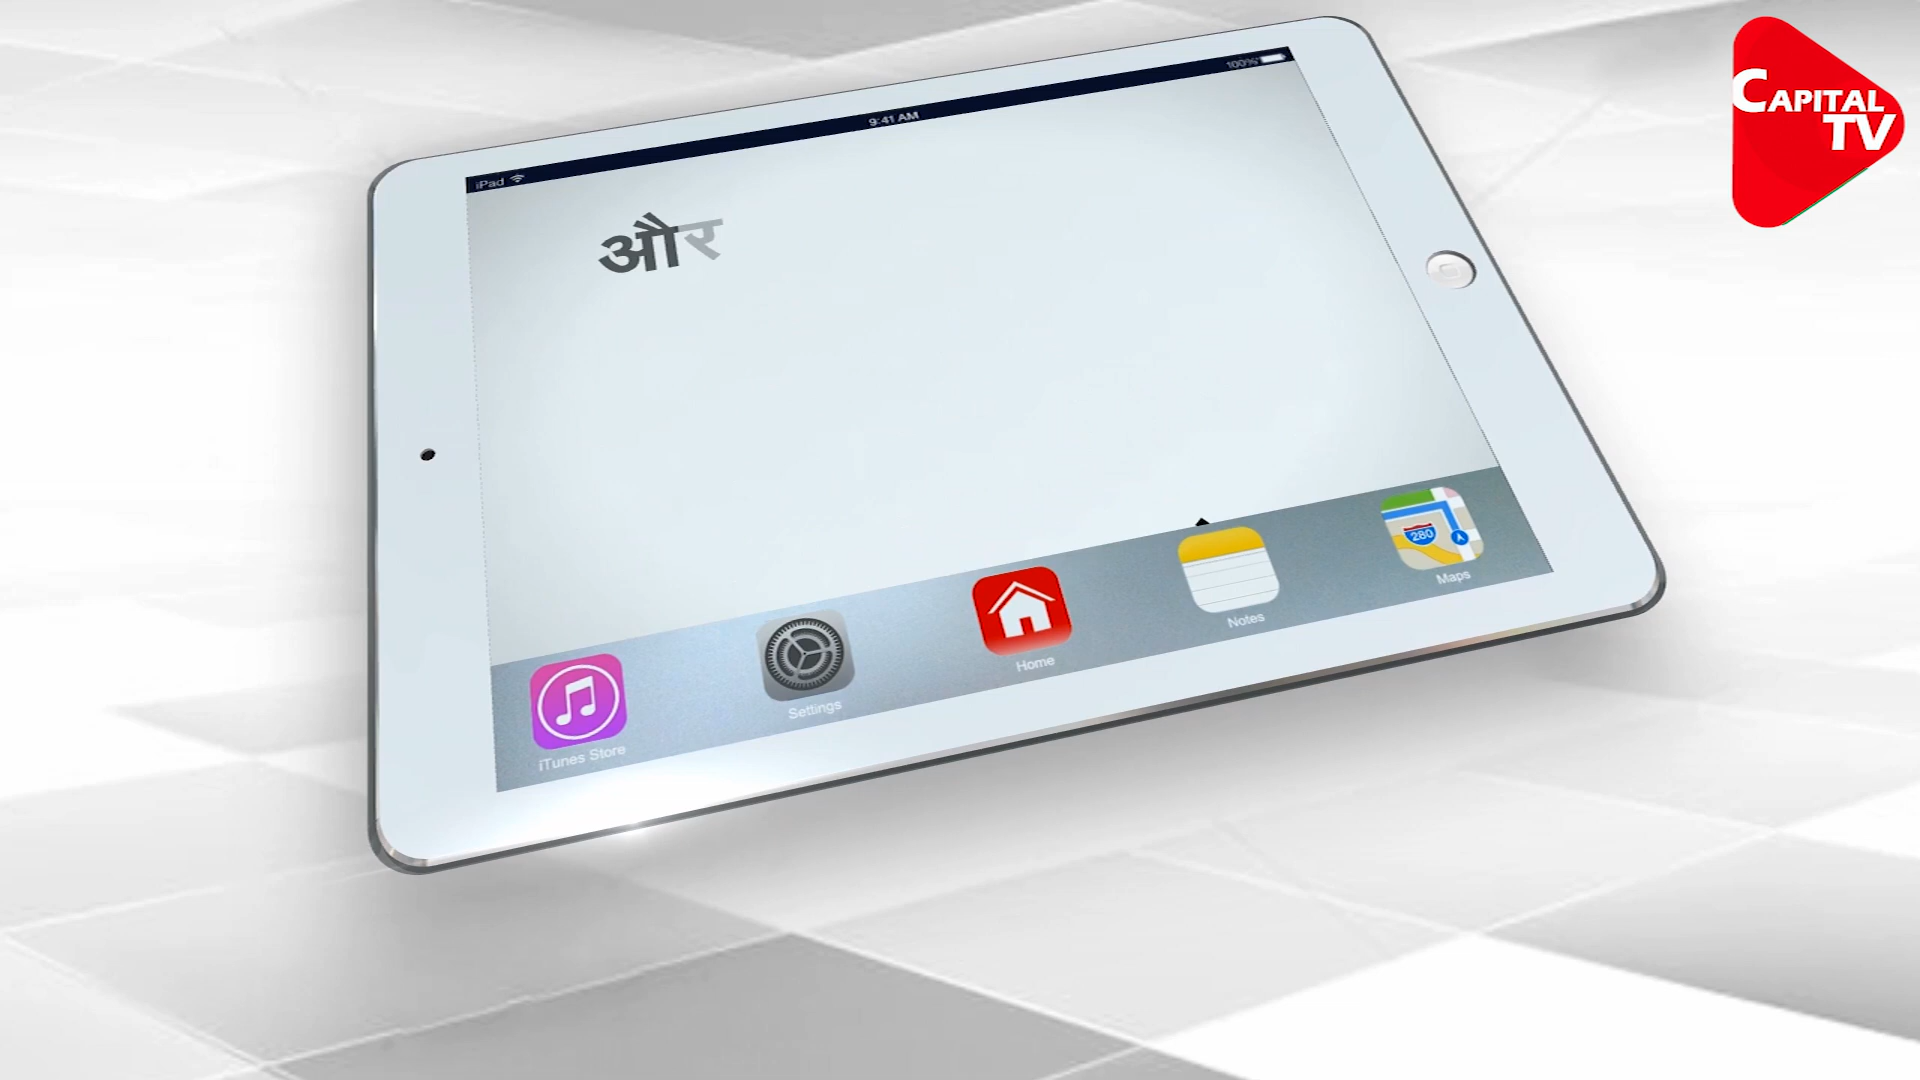 CAPITAL
TV
iPad
9:41 AM
100%
और
280
iTunes Store
Settings
Home
Notes
Maps